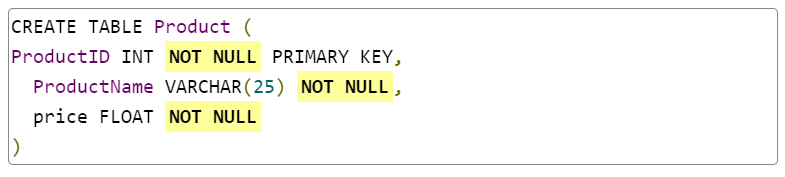 CREATE TABLE Product (
ProductID INT NOT NULL PRIMARY KEY,
ProductName VARCHAR(25) NOT NULL,
price FLOAT NOT NULL
)